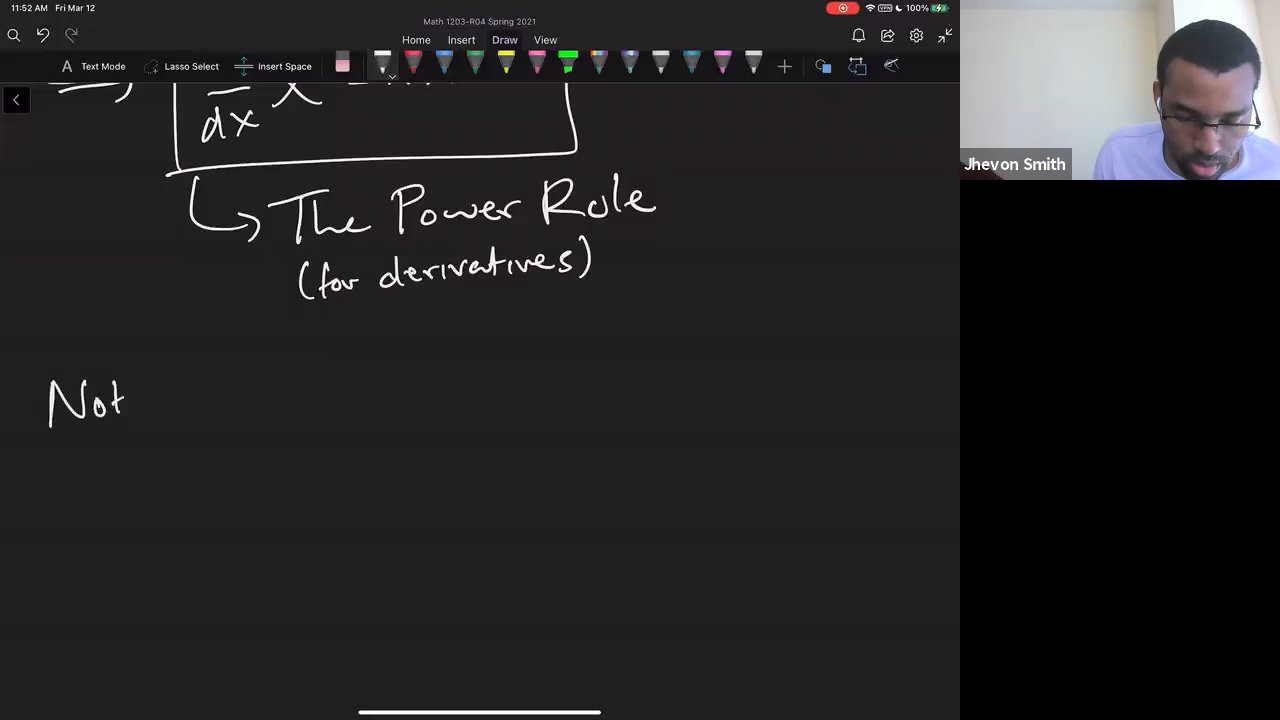 11:52 AM Fri Mar 12
VPN 100%
Math 1203-R04 Spring 2021
Home Insert Draw View
A Text Mode Lasso Select Insert Space
d/dx x
The Power Rule
(for derivatives)
Not
Jhevon Smith